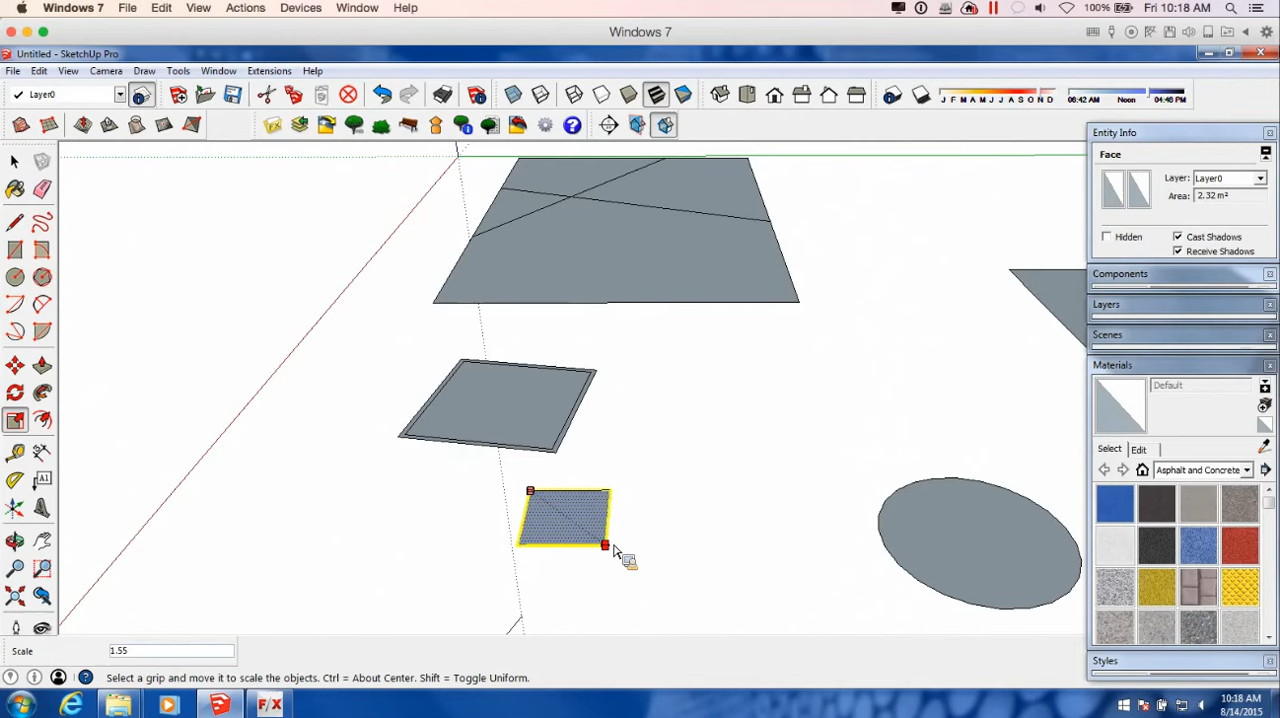 Windows 7 File Edit View Actions Devices Window Help 100% Fri 10:18 AM
Windows 7
Untitled - SketchUp Pro
File Edit View Camera Draw Tools Window Extensions Help
Layer0
J F M A M J J A S O N D 06:42 AM Noon 04:46 PM
Entity Info
Face
Layer: Layer0
Area: 2.32 m²
Hidden Cast Shadows
Receive Shadows
Components
Layers
Scenes
Materials
Default
Select Edit
Asphalt and Concrete
A1
Styles
Scale 1.55
Select a grip and move it to scale the objects. Ctrl = About Center. Shift = Toggle Uniform.
F/X
10:18 AM
8/14/2015